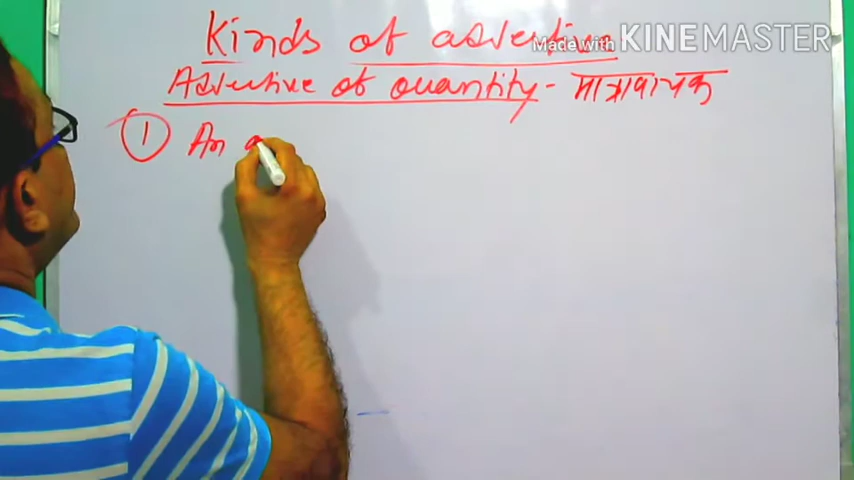 Kinds of adjective
Made with KINEMASTER
Adjective of quantity - मात्रावाचक
1 An a